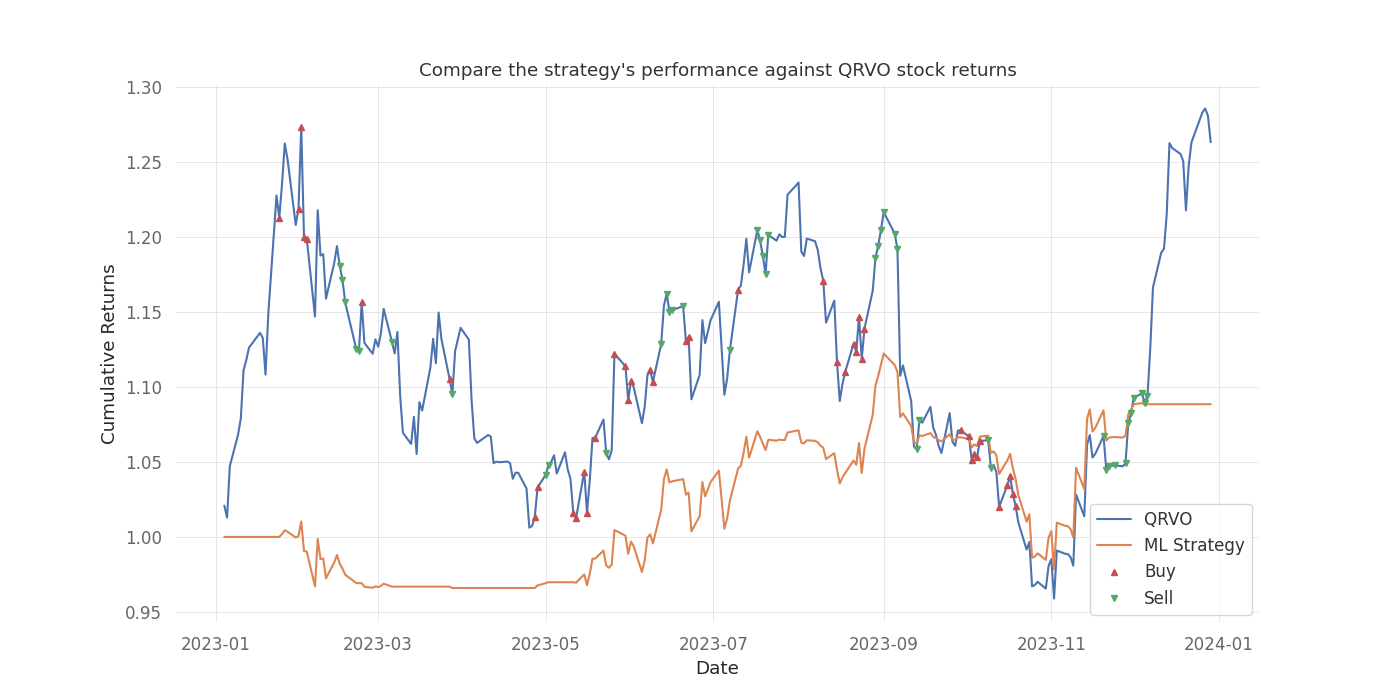 Compare the strategy's performance against QRVO stock returns
1.30
1.25
1.20
1.15
1.10
1.05
1.00
0.95
Cumulative Returns
QRVO
ML Strategy
Buy
Sell
2023-01
2023-03
2023-05
2023-07
2023-09
2023-11
2024-01
Date